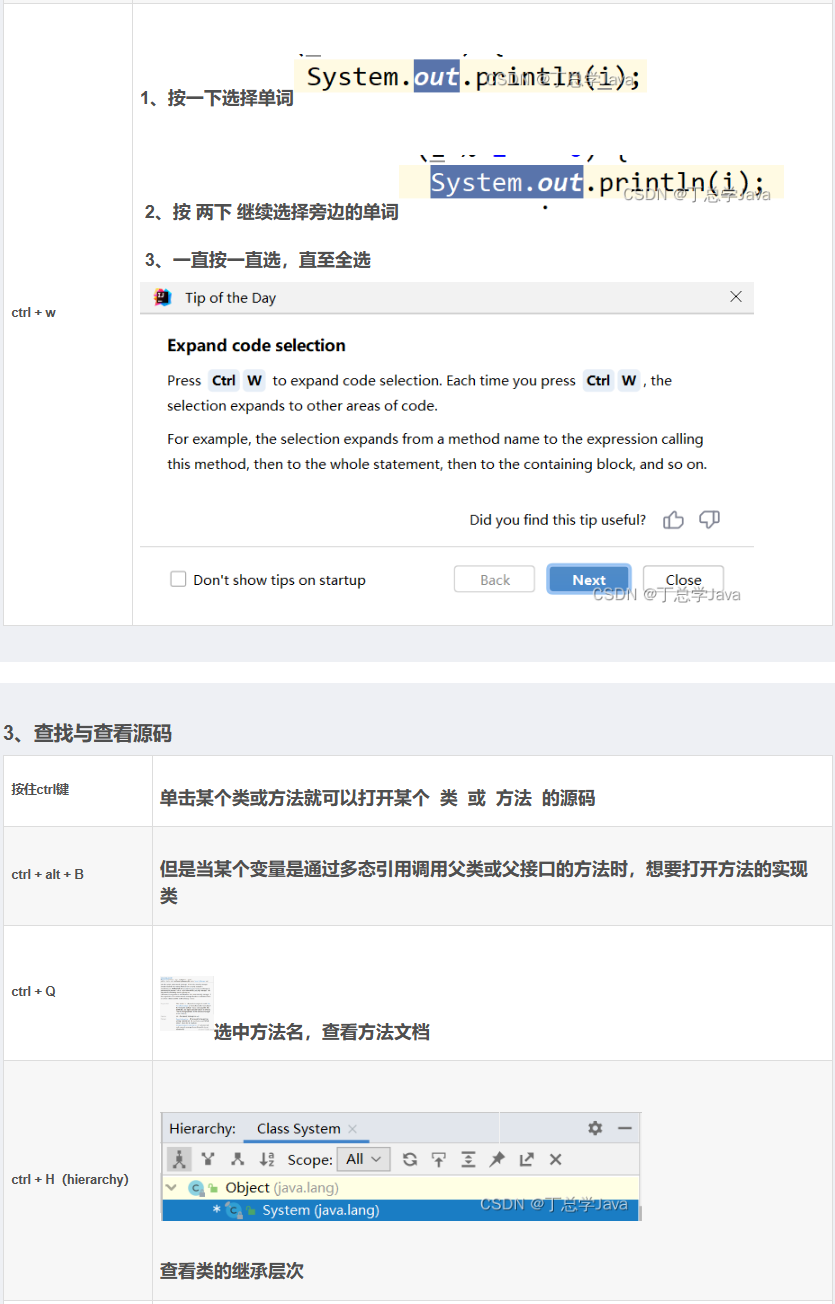 System.out.println(i);
CSDN @丁总学Java
1、按一下选择单词
System.out.println(i);
CSDN @丁总学Java
2、按 两下 继续选择旁边的单词
3、一直按一直选，直至全选
ctrl + w
Tip of the Day
Expand code selection
Press Ctrl W to expand code selection. Each time you press Ctrl W , the
selection expands to other areas of code.
For example, the selection expands from a method name to the expression calling
this method, then to the whole statement, then to the containing block, and so on.
Did you find this tip useful?
Don't show tips on startup
Back Next Close
CSDN @丁总学Java
3、查找与查看源码
按住ctrl键
单击某个类或方法就可以打开某个 类 或 方法 的源码
ctrl + alt + B
但是当某个变量是通过多态引用调用父类或父接口的方法时，想要打开方法的实现
类
ctrl + Q
选中方法名，查看方法文档
ctrl + H（hierarchy)
Hierarchy: Class System
Scope: All
Object (java.lang)
* System (java.lang)
CSDN @丁总学Java
查看类的继承层次